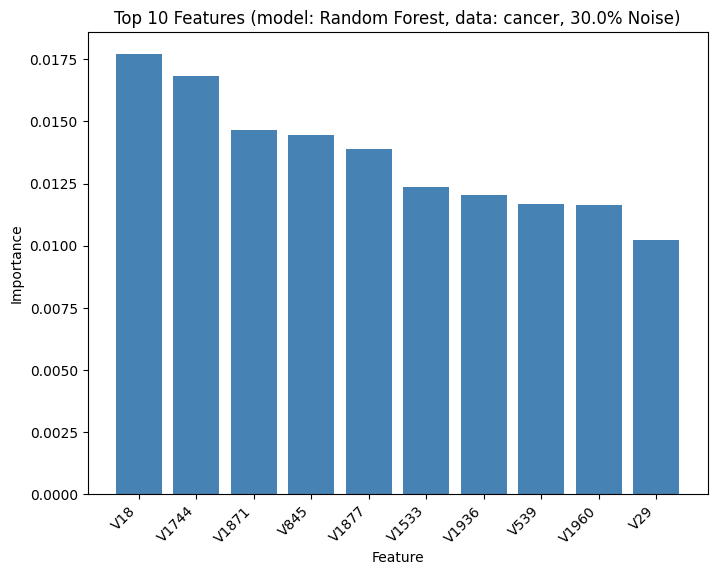 Top 10 Features (model: Random Forest, data: cancer, 30.0% Noise)
0.0175
0.0150
0.0125
0.0100
0.0075
0.0050
0.0025
0.0000
Importance
V18
V1744
V1871
V845
V1877
V1533
V1936
V539
V1960
V29
Feature